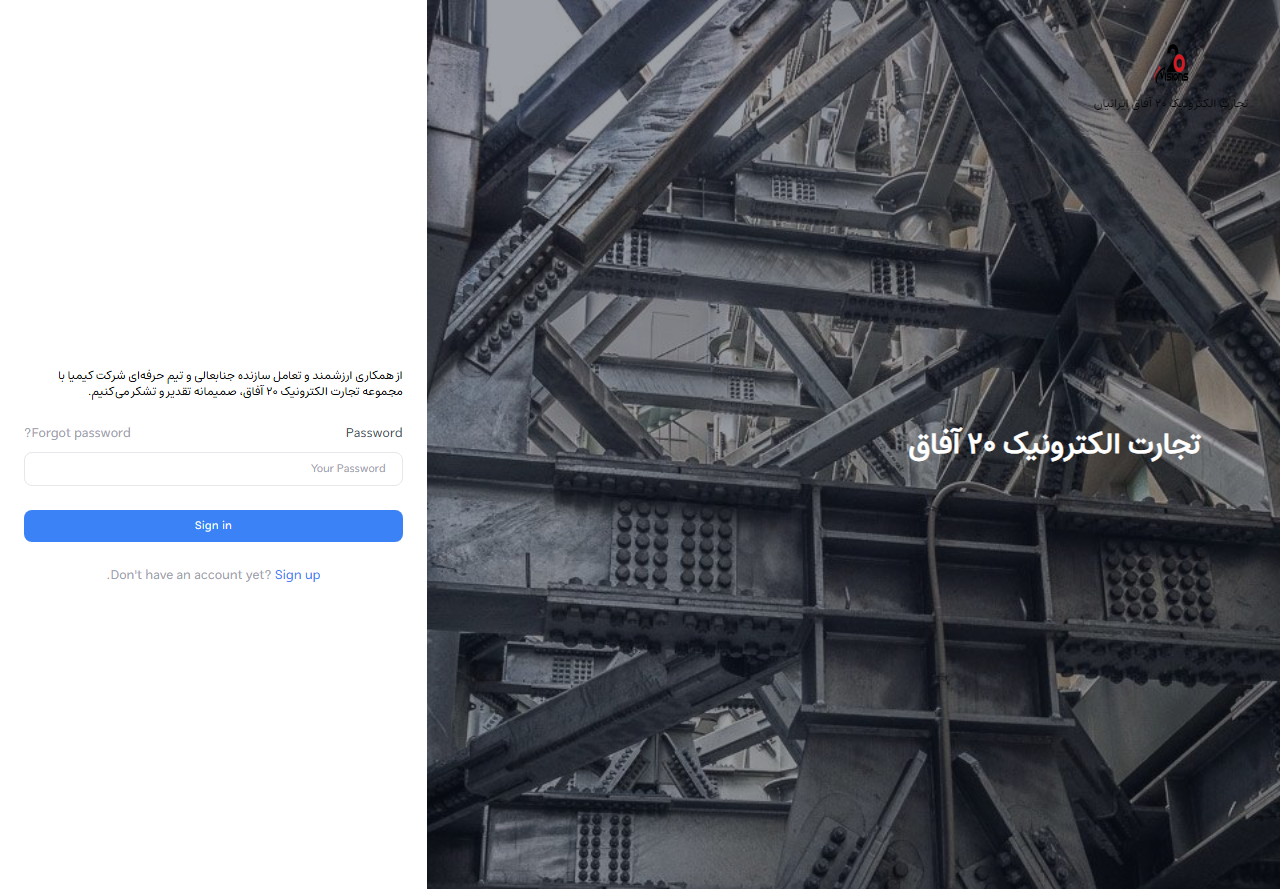 visions
تجارت الکترونیک ۲۰ آفاق ایرانیان
تجارت الکترونیک ۲۰ آفاق
از همکاری ارزشمند و تعامل سازنده جنابعالی و تیم حرفه‌ای شرکت کیمیا با
مجموعه تجارت الکترونیک ۲۰ آفاق، صمیمانه تقدیر و تشکر می‌کنیم.
Password
?Forgot password
Your Password
Sign in
.Don't have an account yet? Sign up